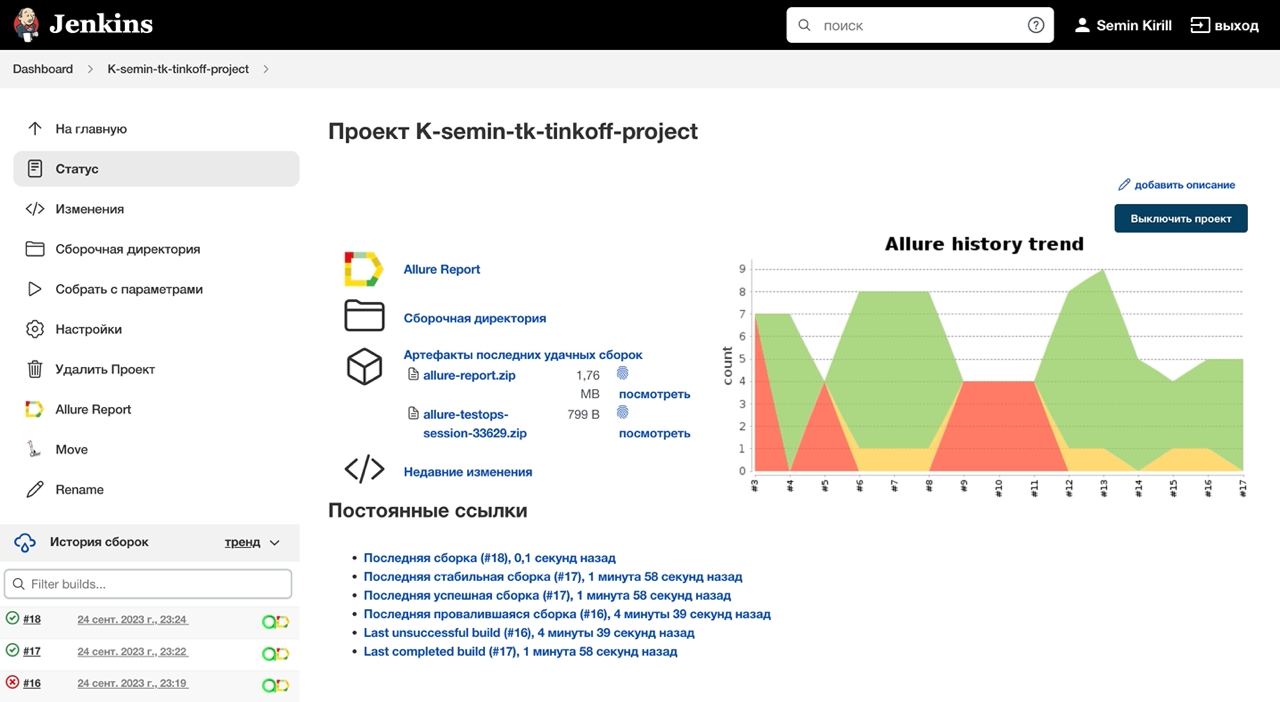 Jenkins
поиск
Semin Kirill
выход
Dashboard
K-semin-tk-tinkoff-project
На главную
Статус
Изменения
Сборочная директория
Собрать с параметрами
Настройки
Удалить Проект
Allure Report
Move
Rename
История сборок
тренд
Filter builds...
#18 24 сент. 2023 г., 23:24
#17 24 сент. 2023 г., 23:22
#16 24 сент. 2023 г., 23:19
Проект K-semin-tk-tinkoff-project
добавить описание
Выключить проект
Allure Report
Сборочная директория
Артефакты последних удачных сборок
allure-report.zip 1,76
MB посмотреть
allure-testops- 799 B
session-33629.zip посмотреть
Недавние изменения
Allure history trend
count
9
8
7
6
5
4
3
2
1
0
#3 #4 #5 #6 #7 #8 #9 #10 #11 #12 #13 #14 #15 #16 #17
Постоянные ссылки
• Последняя сборка (#18), 0,1 секунд назад
• Последняя стабильная сборка (#17), 1 минута 58 секунд назад
• Последняя успешная сборка (#17), 1 минута 58 секунд назад
• Последняя провалившаяся сборка (#16), 4 минуты 39 секунд назад
• Last unsuccessful build (#16), 4 минуты 39 секунд назад
• Last completed build (#17), 1 минута 58 секунд назад